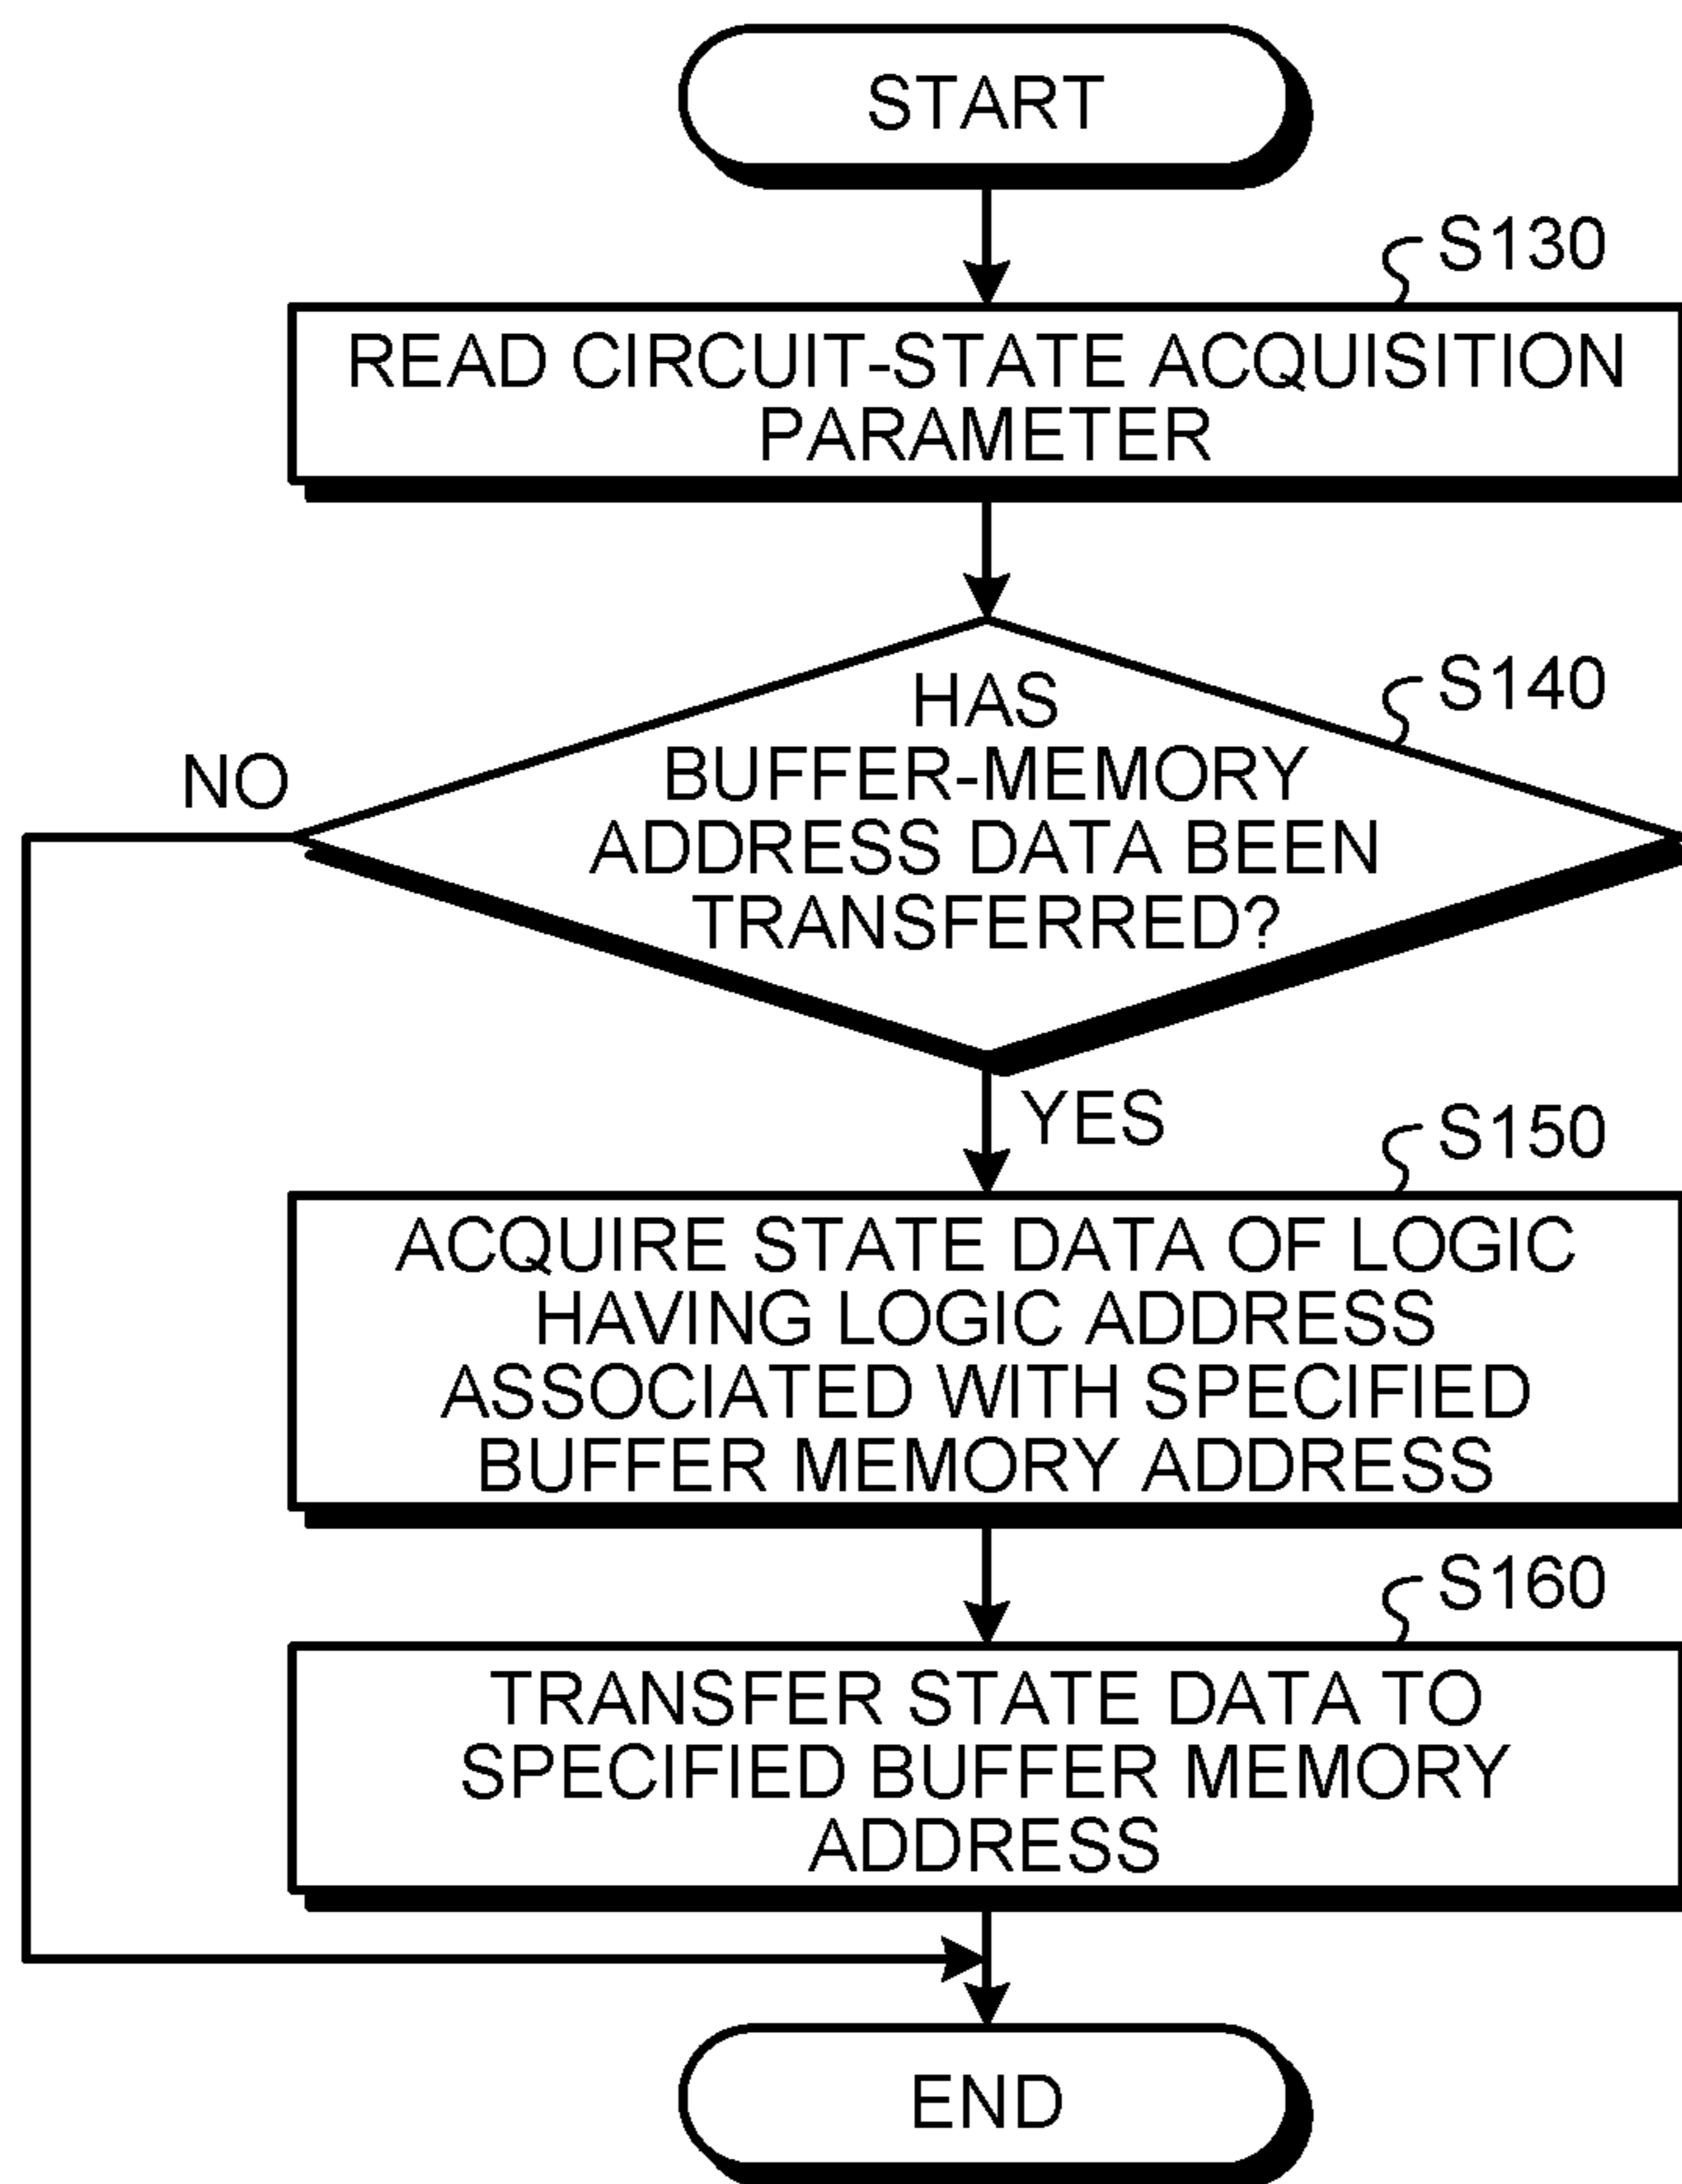 START
S130
READ CIRCUIT-STATE ACQUISITION
PARAMETER
S140
HAS
BUFFER-MEMORY
ADDRESS DATA BEEN
TRANSFERRED?
NO
YES
S150
ACQUIRE STATE DATA OF LOGIC
HAVING LOGIC ADDRESS
ASSOCIATED WITH SPECIFIED
BUFFER MEMORY ADDRESS
S160
TRANSFER STATE DATA TO
SPECIFIED BUFFER MEMORY
ADDRESS
END